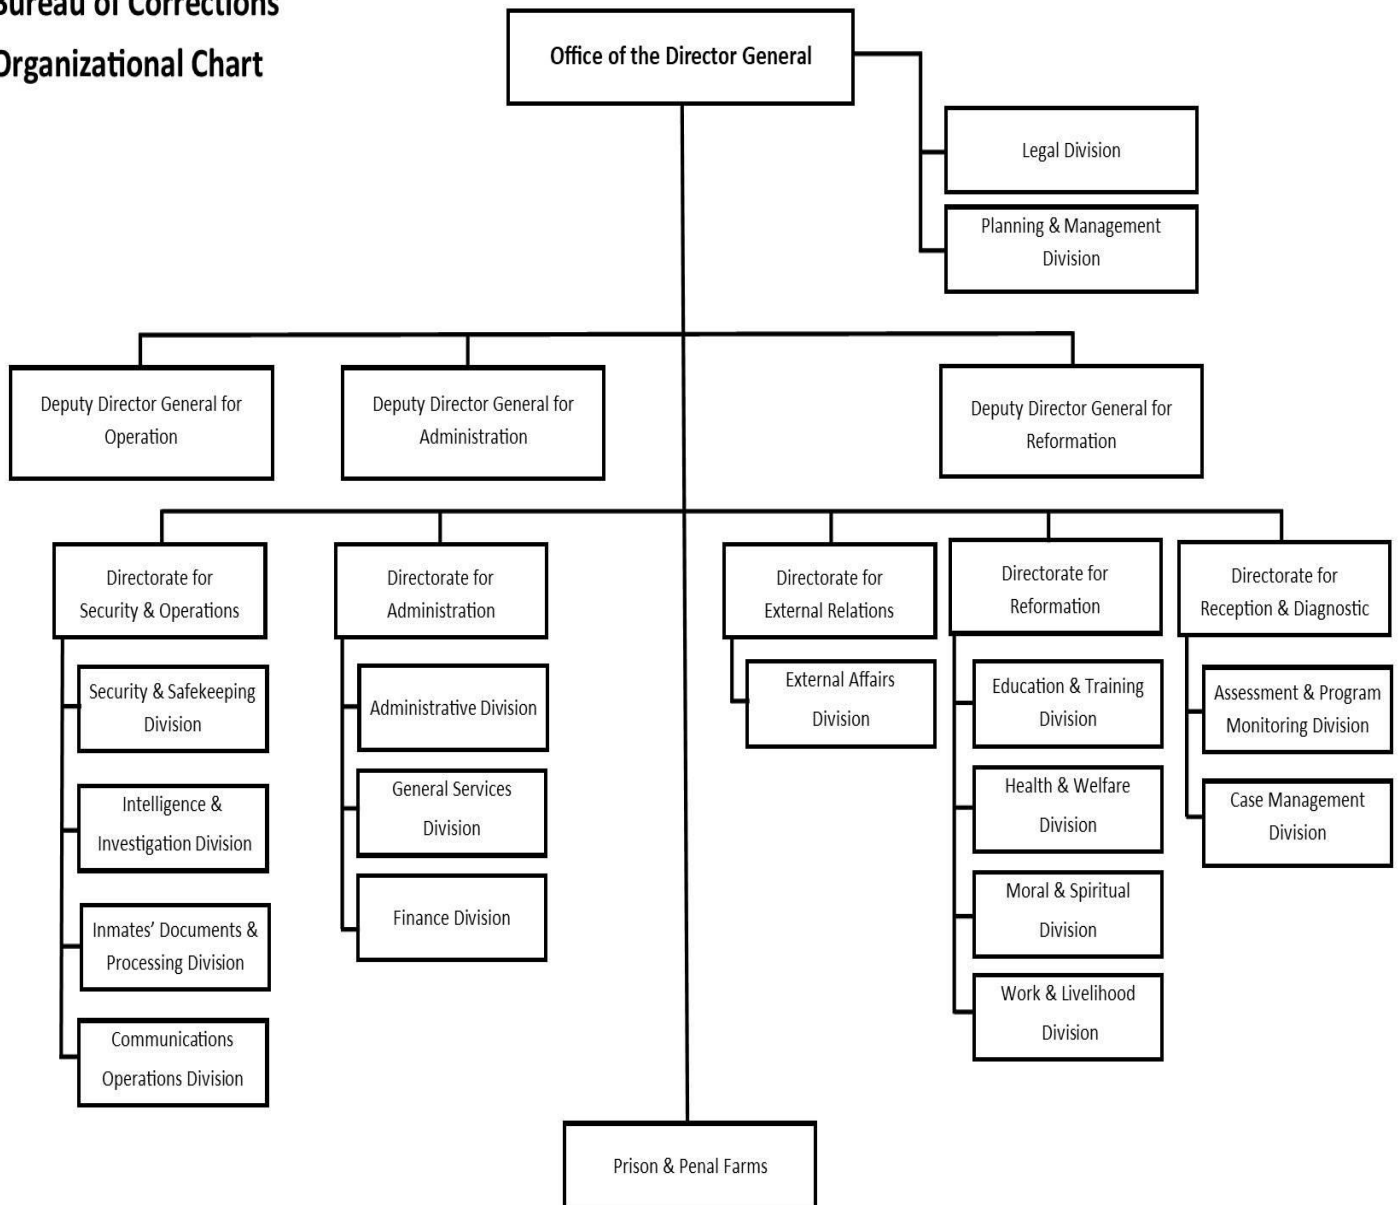 Bureau of Corrections
Organizational Chart
Office of the Director General
Legal Division
Planning & Management
Division
Deputy Director General for
Operation
Deputy Director General for
Administration
Deputy Director General for
Reformation
Directorate for
Security & Operations
Security & Safekeeping
Division
Intelligence &
Investigation Division
Inmates’ Documents &
Processing Division
Communications
Operations Division
Directorate for
Administration
Administrative Division
General Services
Division
Finance Division
Directorate for
External Relations
External Affairs
Division
Directorate for
Reformation
Education & Training
Division
Health & Welfare
Division
Moral & Spiritual
Division
Work & Livelihood
Division
Directorate for
Reception & Diagnostic
Assessment & Program
Monitoring Division
Case Management
Division
Prison & Penal Farms